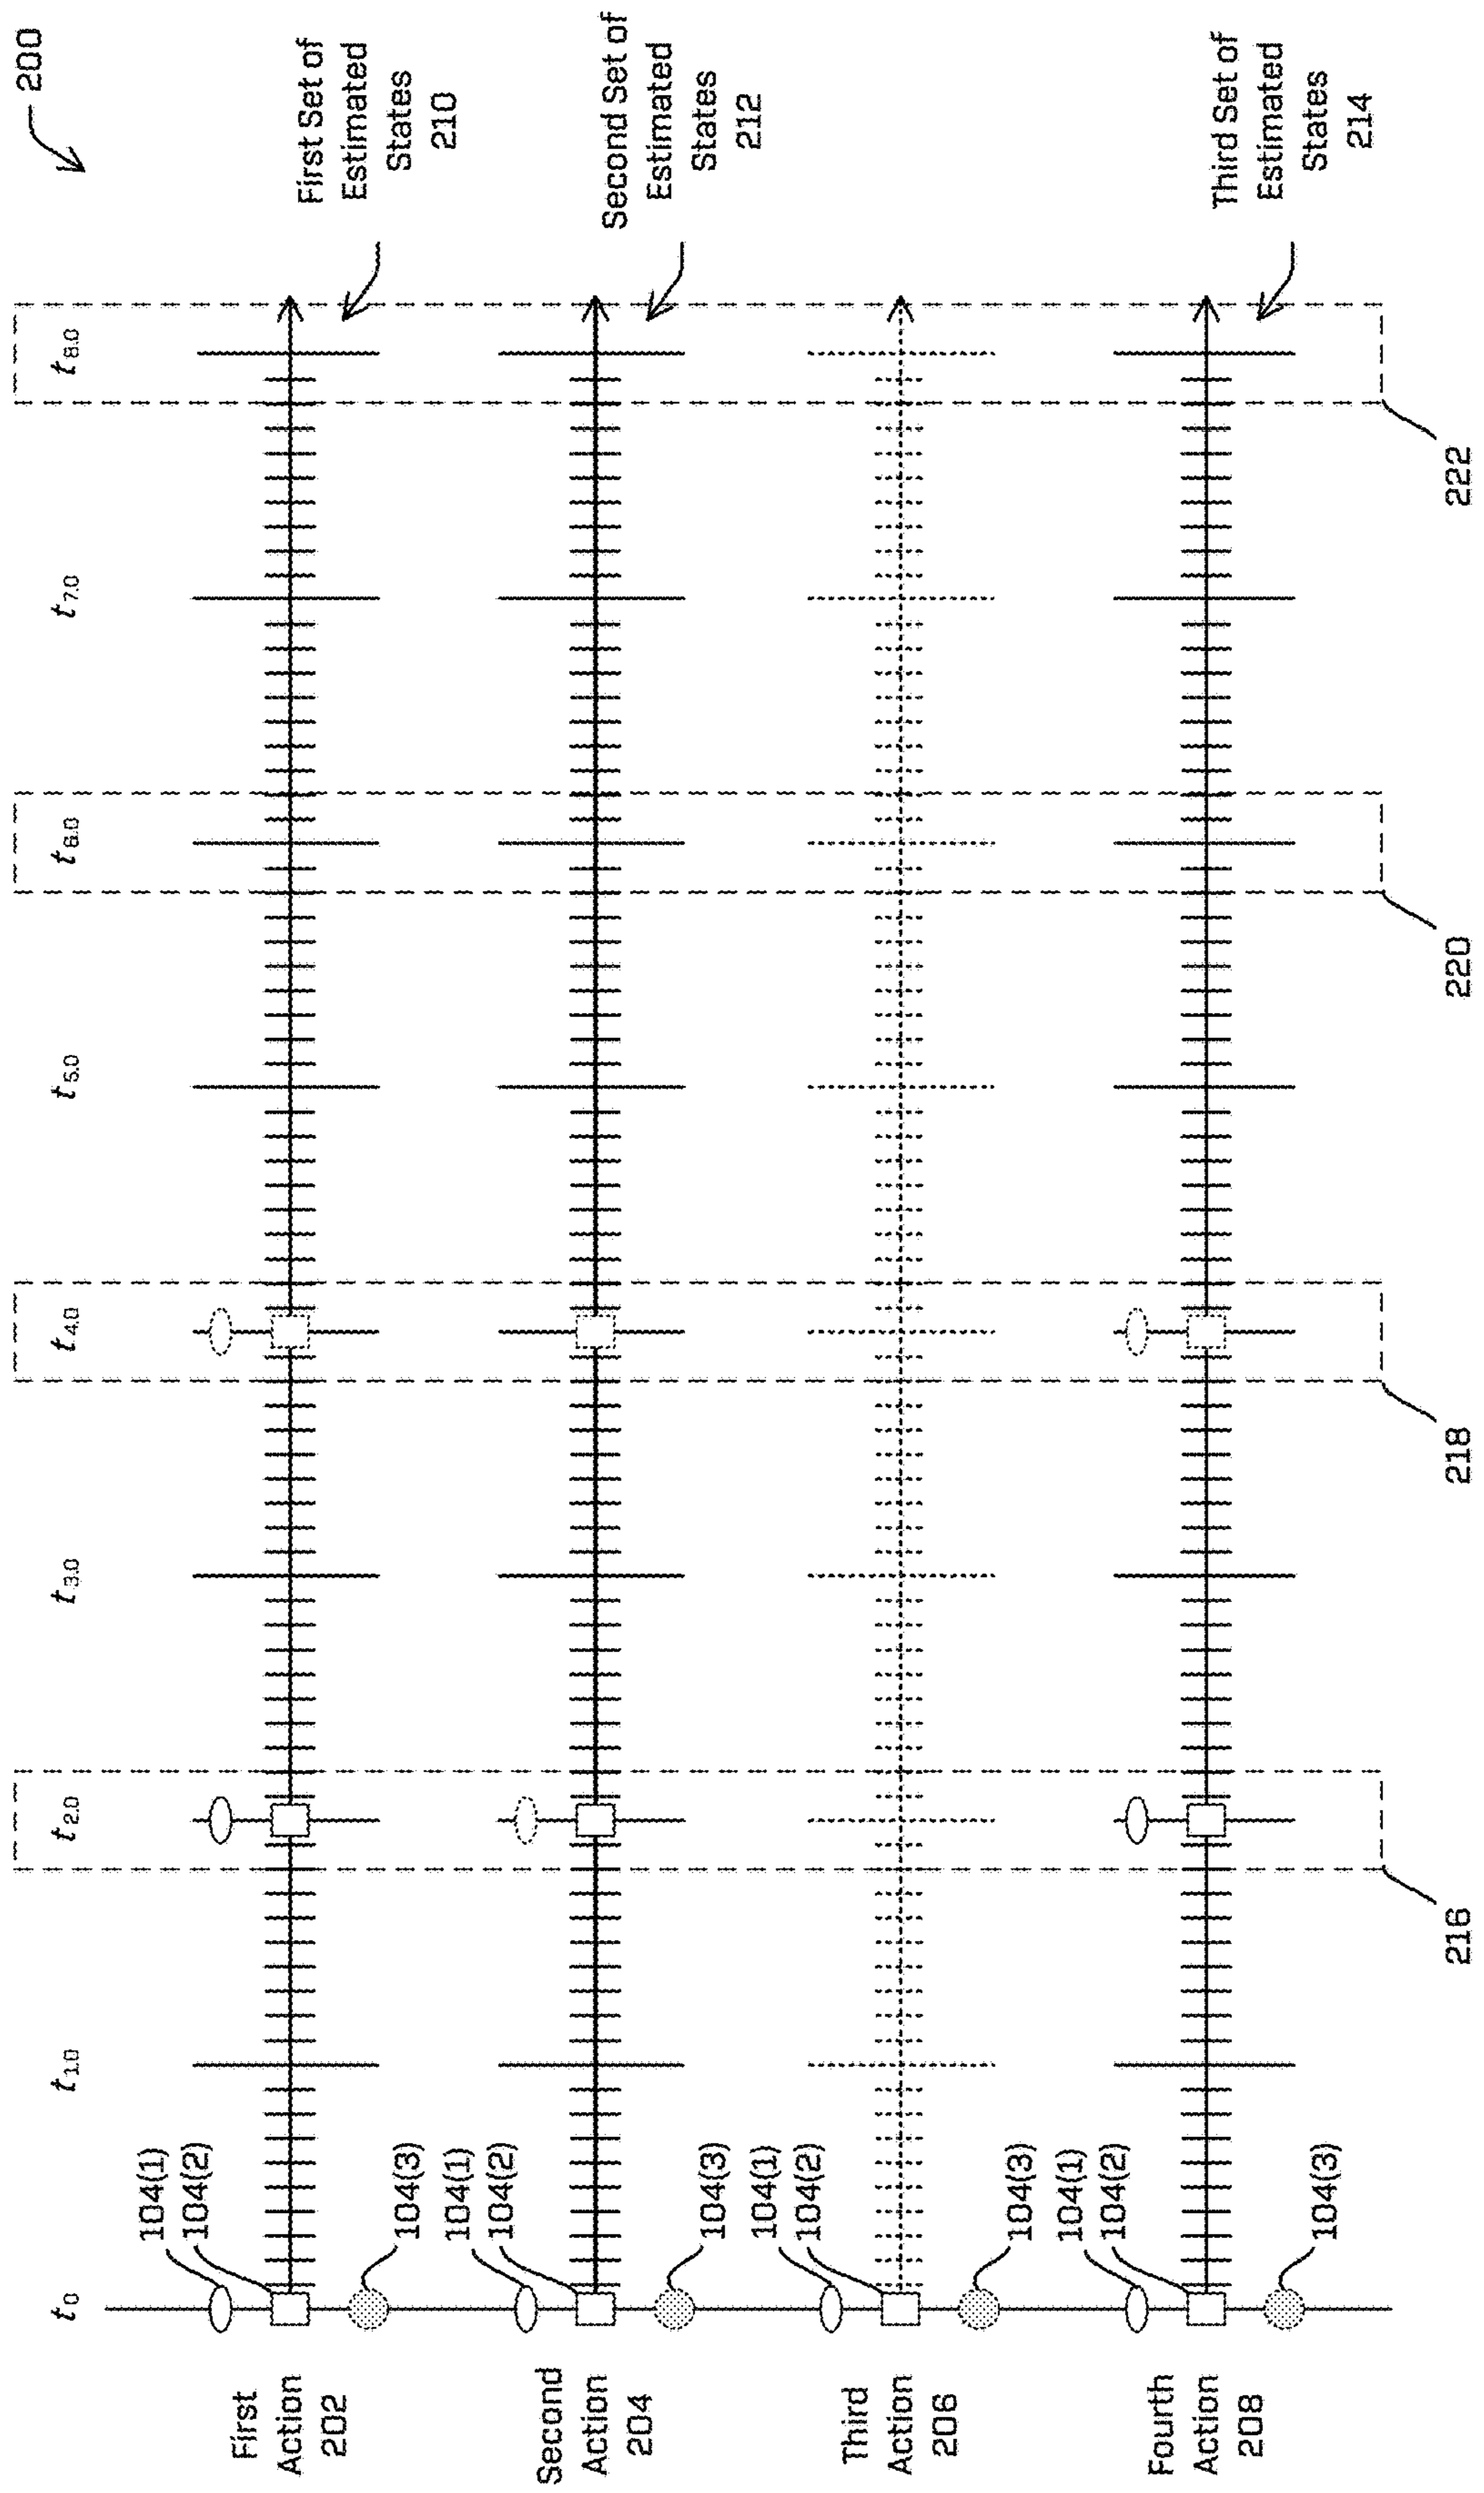 200
t0
t1.0
t2.0
t3.0
t4.0
t5.0
t6.0
t7.0
t8.0
First
Action
202
104(1)
104(2)
104(3)
First Set of
Estimated
States
210
Second
Action
204
104(1)
104(2)
104(3)
Second Set of
Estimated
States
212
Third
Action
206
104(1)
104(2)
104(3)
Fourth
Action
208
104(1)
104(2)
104(3)
Third Set of
Estimated
States
214
216
218
220
222